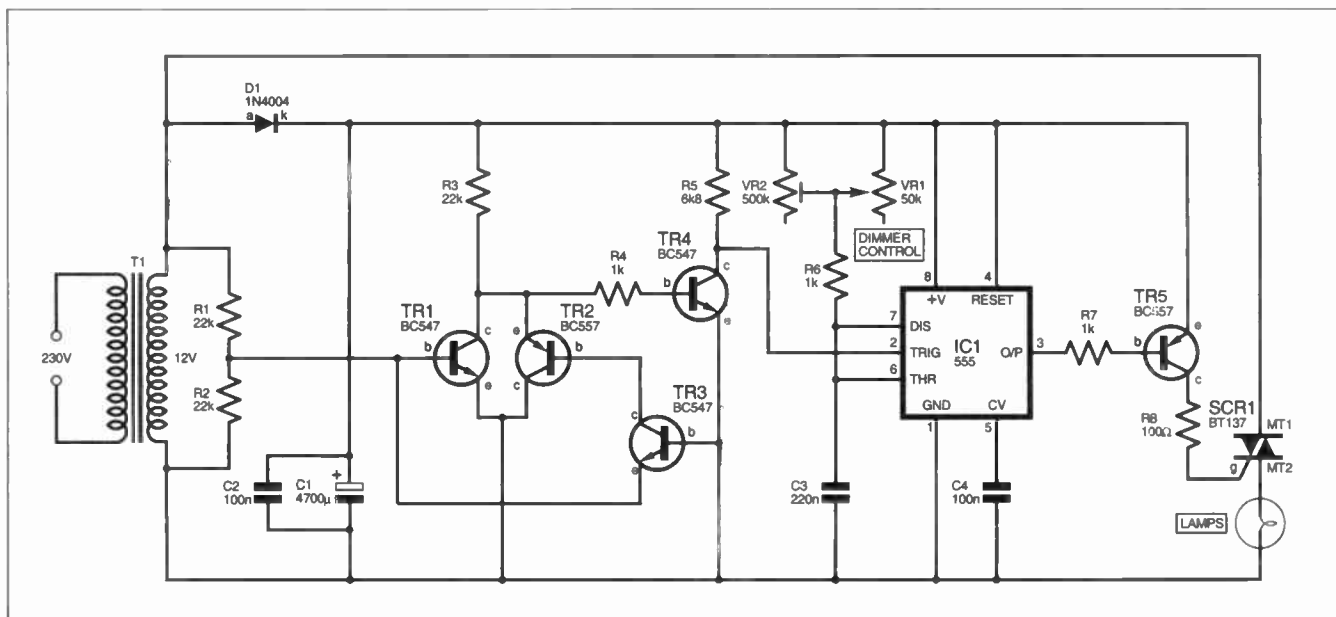 D1
1N4004
a
k
T1
230V
12V
R1
22k
R2
22k
C2
100n
C1
4700μ
+
R3
22k
TR1
BC547
b
c
e
TR2
BC557
e
b
c
R4
1k
TR3
BC547
c
b
e
TR4
BC547
b
c
e
R5
6k8
VR2
500k
VR1
50k
DIMMER
CONTROL
R6
1k
C3
220n
8
4
+V
RESET
7
DIS
2
TRIG
6
THR
IC1
555
O/P
3
GND
CV
1
5
C4
100n
R7
1k
TR5
BC557
b
e
c
R8
100Ω
SCR1
BT137
MT1
MT2
g
LAMPS